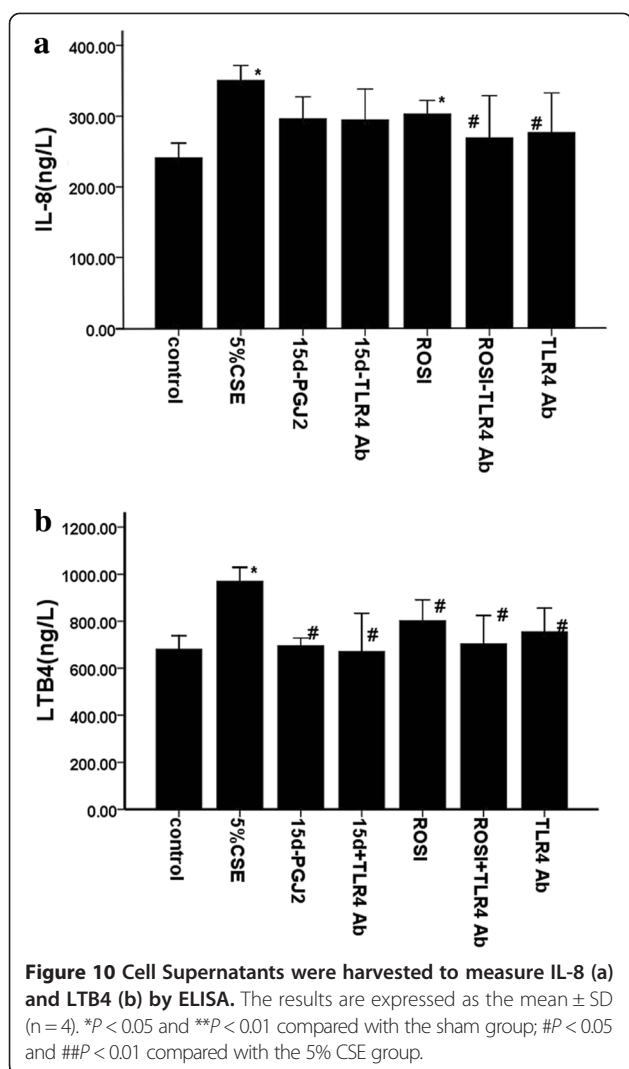 a
400.00
300.00
200.00
100.00
0.00
IL-8(ng/L)
*
*
#
#
control
5%CSE
15d-PGJ2
15d-TLR4 Ab
ROSI
ROSI-TLR4 Ab
TLR4 Ab
b
1200.00
1000.00
800.00
600.00
400.00
200.00
0.00
LTB4(ng/L)
*
#
#
#
#
#
control
5%CSE
15d-PGJ2
15d+TLR4 Ab
ROSI
ROSI+TLR4 Ab
TLR4 Ab
Figure 10 Cell Supernatants were harvested to measure IL-8 (a)
and LTB4 (b) by ELISA. The results are expressed as the mean ± SD
(n = 4). *P < 0.05 and **P < 0.01 compared with the sham group; #P < 0.05
and ##P < 0.01 compared with the 5% CSE group.